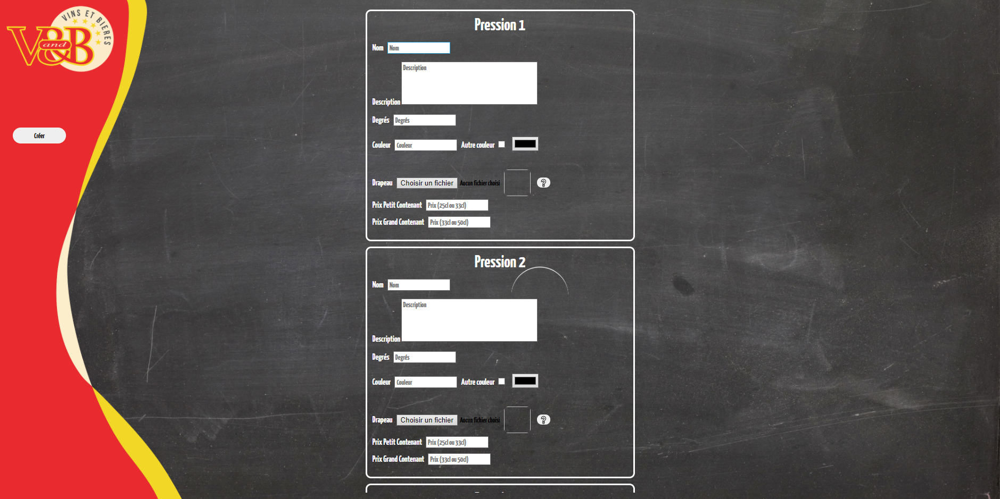 VINS ET BIERES
V&B
and
Créer
Pression 1
Nom Nom
Description
Description
Degrés Degrés
Couleur Couleur Autre couleur
Drapeau Choisir un fichier Aucun fichier choisi ?
Prix Petit Contenant Prix (25cl ou 33cl)
Prix Grand Contenant Prix (33cl ou 50cl)
Pression 2
Nom Nom
Description
Description
Degrés Degrés
Couleur Couleur Autre couleur
Drapeau Choisir un fichier Aucun fichier choisi ?
Prix Petit Contenant Prix (25cl ou 33cl)
Prix Grand Contenant Prix (33cl ou 50cl)